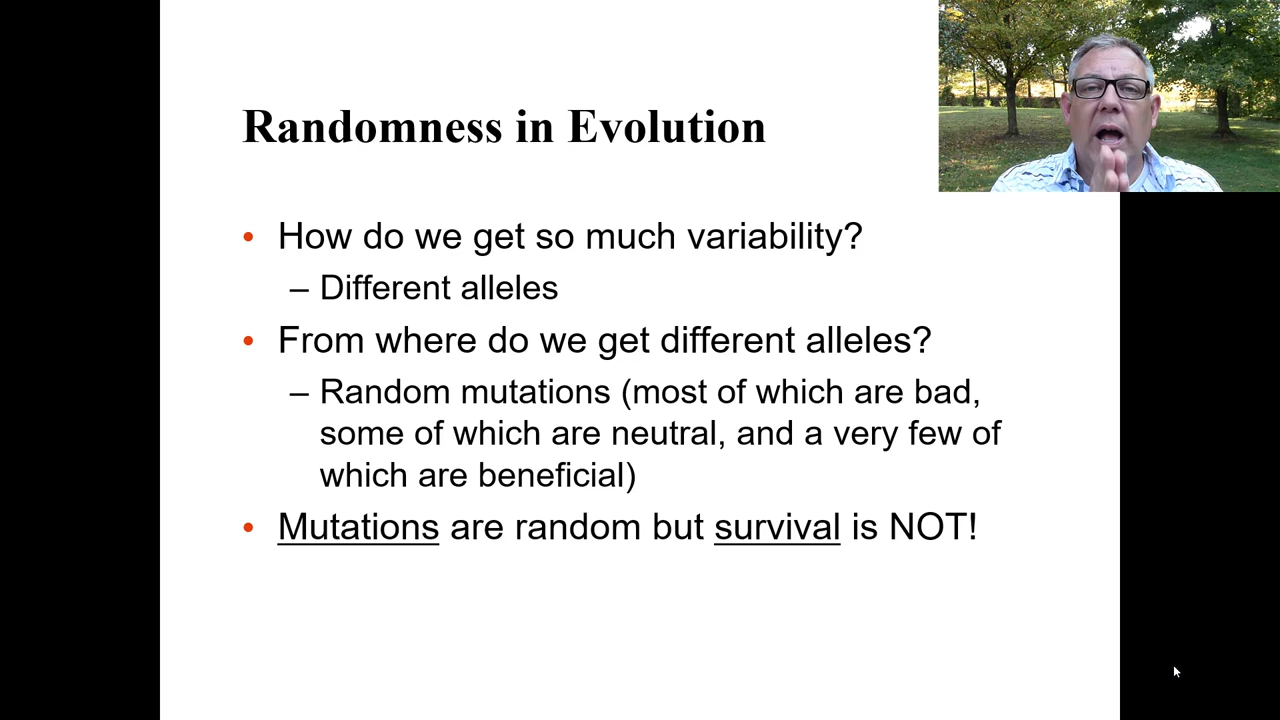 Randomness in Evolution
• How do we get so much variability?
– Different alleles
• From where do we get different alleles?
– Random mutations (most of which are bad,
some of which are neutral, and a very few of
which are beneficial)
• Mutations are random but survival is NOT!